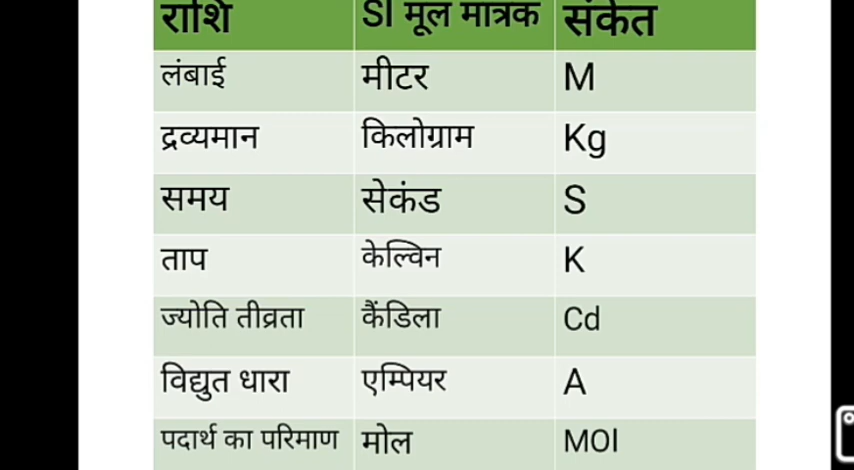 राशि SI मूल मात्रक संकेत
लंबाई मीटर M
द्रव्यमान किलोग्राम Kg
समय सेकंड S
ताप केल्विन K
ज्योति तीव्रता कैंडिला Cd
विद्युत धारा एम्पियर A
पदार्थ का परिमाण मोल MOl